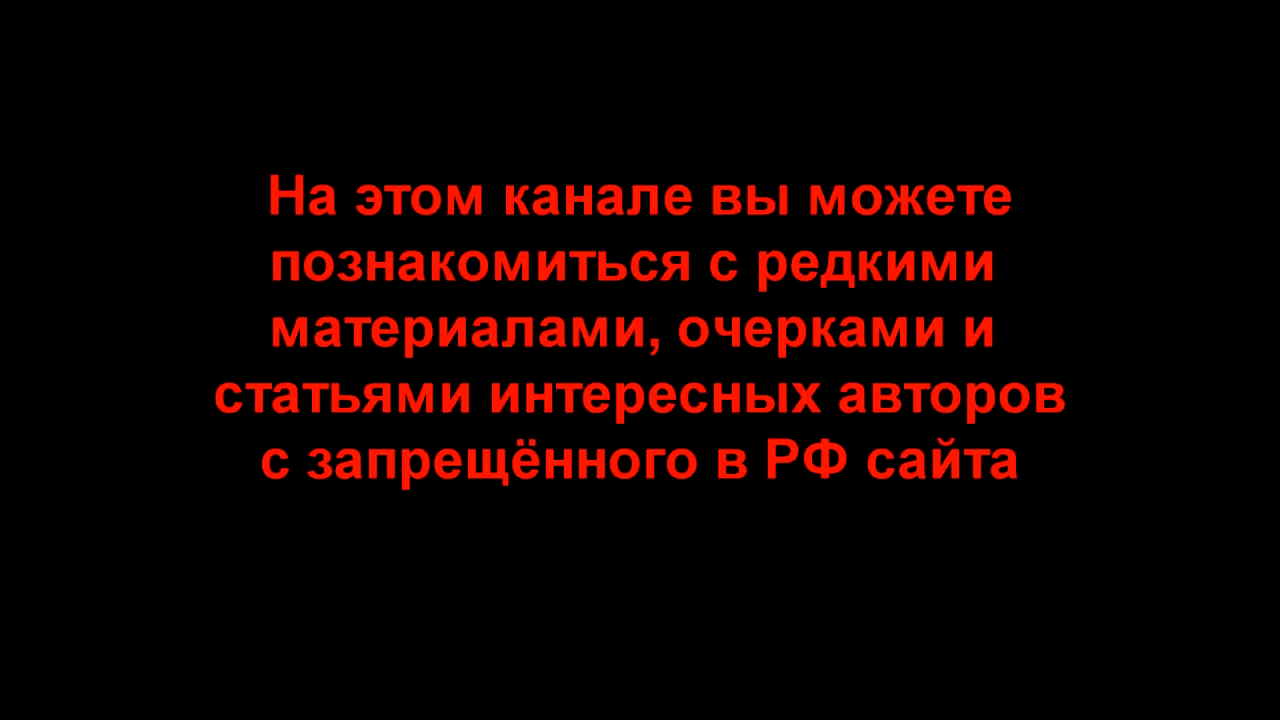 На этом канале вы можете
познакомиться с редкими
материалами, очерками и
статьями интересных авторов
с запрещённого в РФ сайта